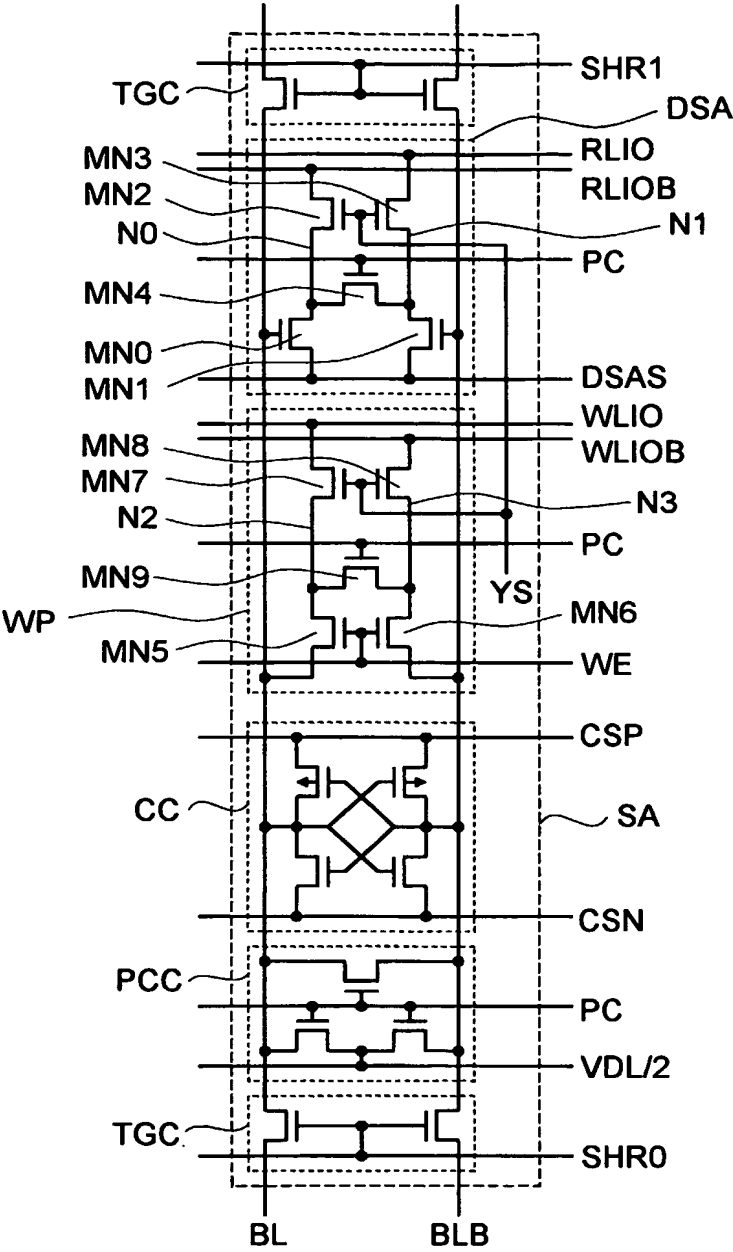 SHR1
TGC
DSA
RLIO
MN3
RLIOB
MN2
N0
N1
PC
MN4
MN0
MN1
DSAS
WLIO
MN8
WLIOB
MN7
N3
N2
PC
MN9
YS
WP
MN6
MN5
WE
CSP
CC
SA
CSN
PCC
PC
VDL/2
TGC
SHR0
BL
BLB